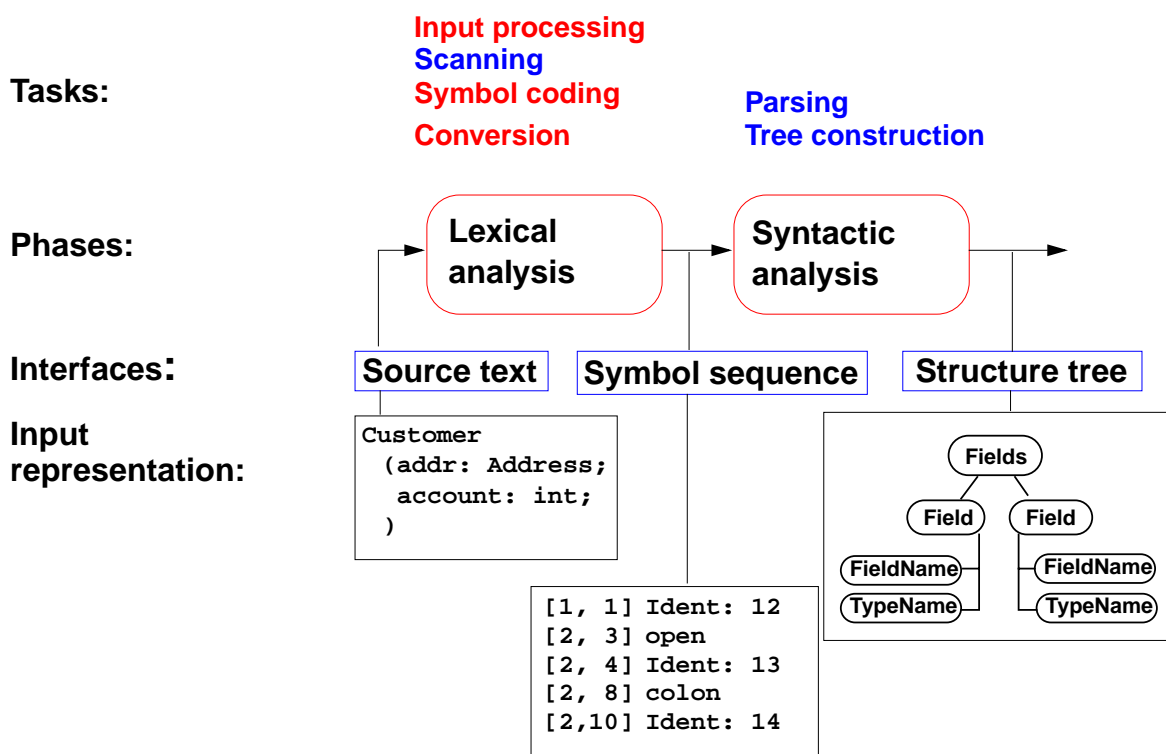 Tasks:
Input processing
Scanning
Symbol coding
Conversion
Parsing
Tree construction
Phases:
Lexical
analysis
Syntactic
analysis
Interfaces:
Source text
Symbol sequence
Structure tree
Input
representation:
Customer
(addr: Address;
account: int;
)
[1, 1] Ident: 12
[2, 3] open
[2, 4] Ident: 13
[2, 8] colon
[2,10] Ident: 14
Fields
Field Field
FieldName FieldName
TypeName TypeName